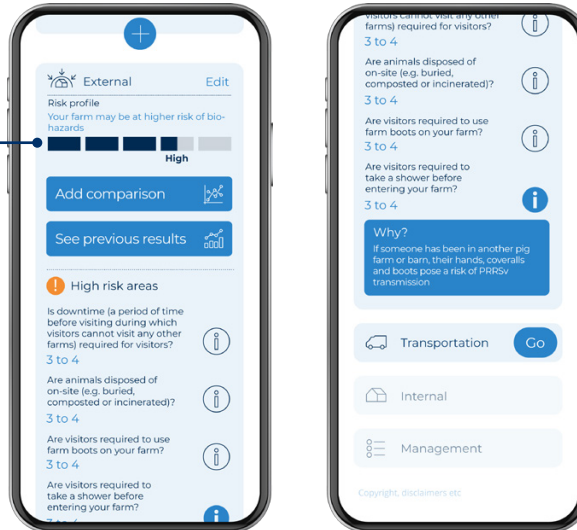 External
Edit
Risk profile
Your farm may be at higher risk of bio-
hazards
High
Add comparison
See previous results
High risk areas
Is downtime (a period of time
before visiting during which
visitors cannot visit any other
farms) required for visitors?
3 to 4
Are animals disposed of
on-site (e.g. buried,
composted or incinerated)?
3 to 4
Are visitors required to use
farm boots on your farm?
3 to 4
Are visitors required to
take a shower before
entering your farm?
3 to 4
visitors cannot visit any other
farms) required for visitors?
3 to 4
Are animals disposed of
on-site (e.g. buried,
composted or incinerated)?
3 to 4
Are visitors required to use
farm boots on your farm?
3 to 4
Are visitors required to
take a shower before
entering your farm?
3 to 4
Why?
If someone has been in another pig
farm or barn, their hands, coveralls
and boots pose a risk of PRRSv
transmission
Transportation
Go
Internal
Management
Copyright, disclaimers etc